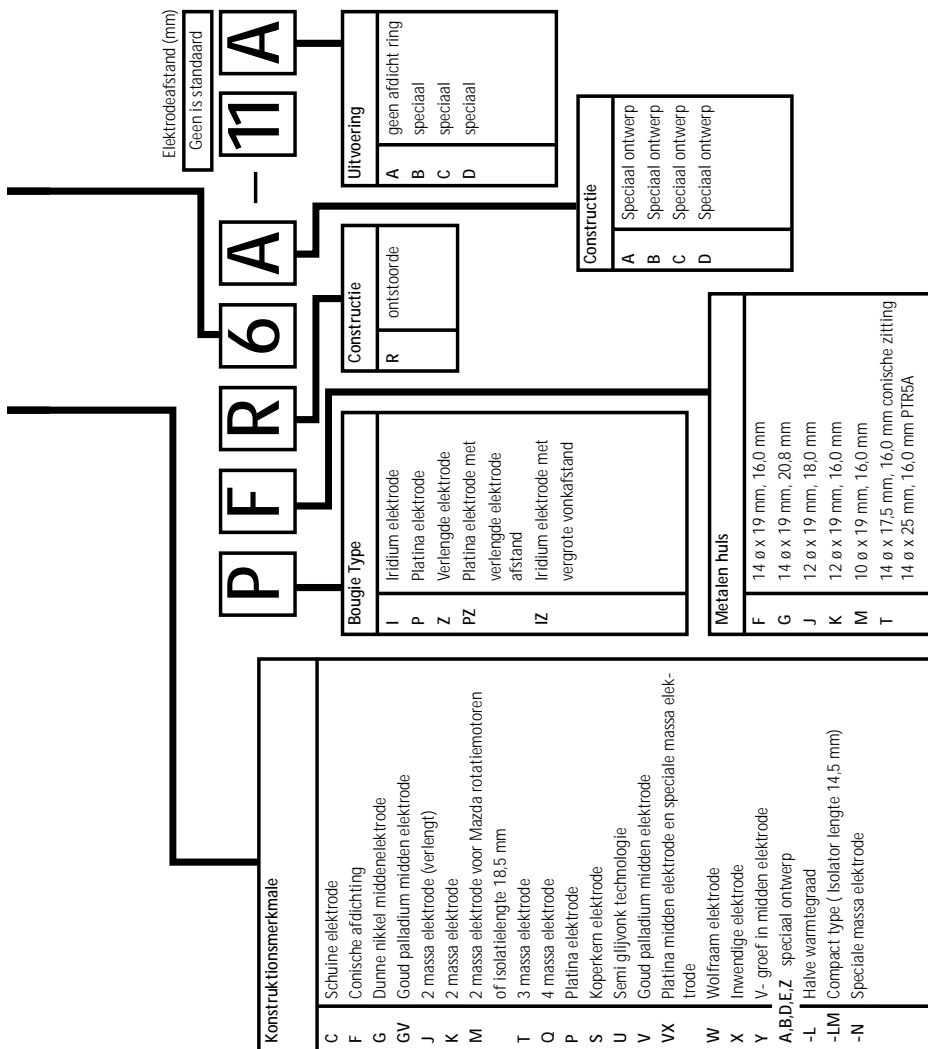 Elektrodeafstand (mm)
Geen is standaard
P F R 6 A – 11 A
Bougie Type
I Iridium elektrode
P Platina elektrode
Z Verlengde elektrode
PZ Platina elektrode met
verlengde elektrode
afstand
IZ Iridium elektrode met
vergrote vonkafstand
Constructie
R ontstoorde
Uitvoering
A geen afdicht ring
B speciaal
C speciaal
D speciaal
Metalen huls
F 14 ø x 19 mm, 16,0 mm
G 14 ø x 19 mm, 20,8 mm
J 12 ø x 19 mm, 18,0 mm
K 12 ø x 19 mm, 16,0 mm
M 10 ø x 19 mm, 16,0 mm
T 14 ø x 17,5 mm, 16,0 mm conische zitting
14 ø x 25 mm, 16,0 mm PTR5A
Constructie
A Speciaal ontwerp
B Speciaal ontwerp
C Speciaal ontwerp
D Speciaal ontwerp
Konstruktionsmerkmale
C Schuine elektrode
F Conische afdichting
G Dunne nikkel middenelektrode
GV Goud palladium midden elektrode
J 2 massa elektrode (verlengt)
K 2 massa elektrode
M 2 massa elektrode voor Mazda rotatiemotoren
of isolatielengte 18,5 mm
T 3 massa elektrode
Q 4 massa elektrode
P Platina elektrode
S Koperkern elektrode
U Semi glijvonk technologie
V Goud palladium midden elektrode
VX Platina midden elektrode en speciale massa elek-
trode
W Wolfraam elektrode
X Inwendige elektrode
Y V- groef in midden elektrode
A,B,D,E,Z speciaal ontwerp
-L Halve warmtegraad
-LM Compact type ( Isolator lengte 14,5 mm)
-N Speciale massa elektrode